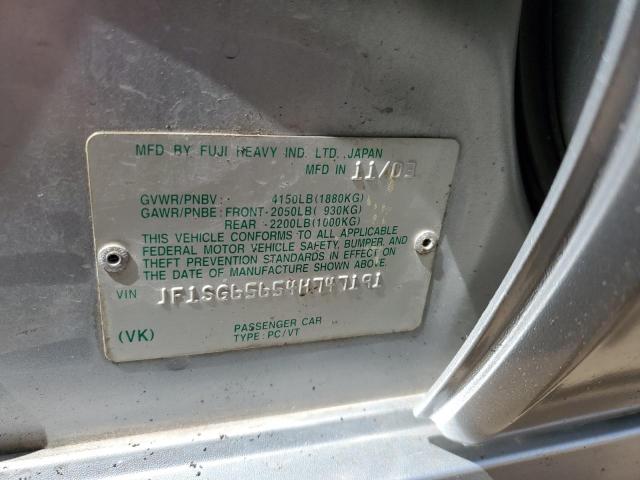 MFD BY FUJI HEAVY IND. LTD. JAPAN
MFD IN 11/03
GVWR/PNBV: 4150LB(1880KG)
GAWR/PNBE: FRONT-2050LB( 930KG)
REAR -2200LB(1000KG)
THIS VEHICLE CONFORMS TO ALL APPLICABLE
FEDERAL MOTOR VEHICLE SAFETY, BUMPER, AND
THEFT PREVENTION STANDARDS IN EFFECT ON
THE DATE OF MANUFACTURE SHOWN ABOVE.
VIN JF1SG65654H747191
PASSENGER CAR
(VK) TYPE: PC/VT